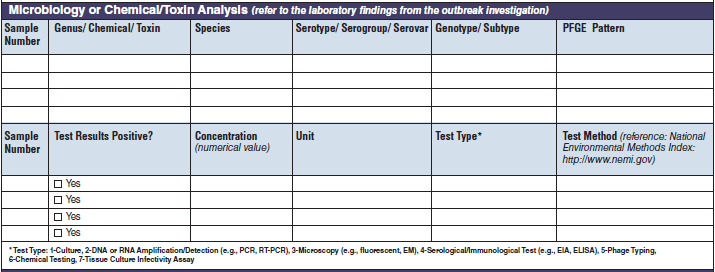 Microbiology or Chemical/Toxin Analysis (refer to the laboratory findings from the outbreak investigation)
Sample Number Genus/ Chemical/ Toxin Species Serotype/ Serogroup/ Serovar Genotype/ Subtype PFGE Pattern
Sample Number Test Results Positive? Concentration (numerical value) Unit Test Type* Test Method (reference: National Environmental Methods Index: http://www.nemi.gov)
☐ Yes
☐ Yes
☐ Yes
☐ Yes
*Test Type: 1-Culture, 2-DNA or RNA Amplification/Detection (e.g., PCR, RT-PCR), 3-Microscopy (e.g., fluorescent, EM), 4-Serological/Immunological Test (e.g., EIA, ELISA), 5-Phage Typing,
6-Chemical Testing, 7-Tissue Culture Infectivity Assay